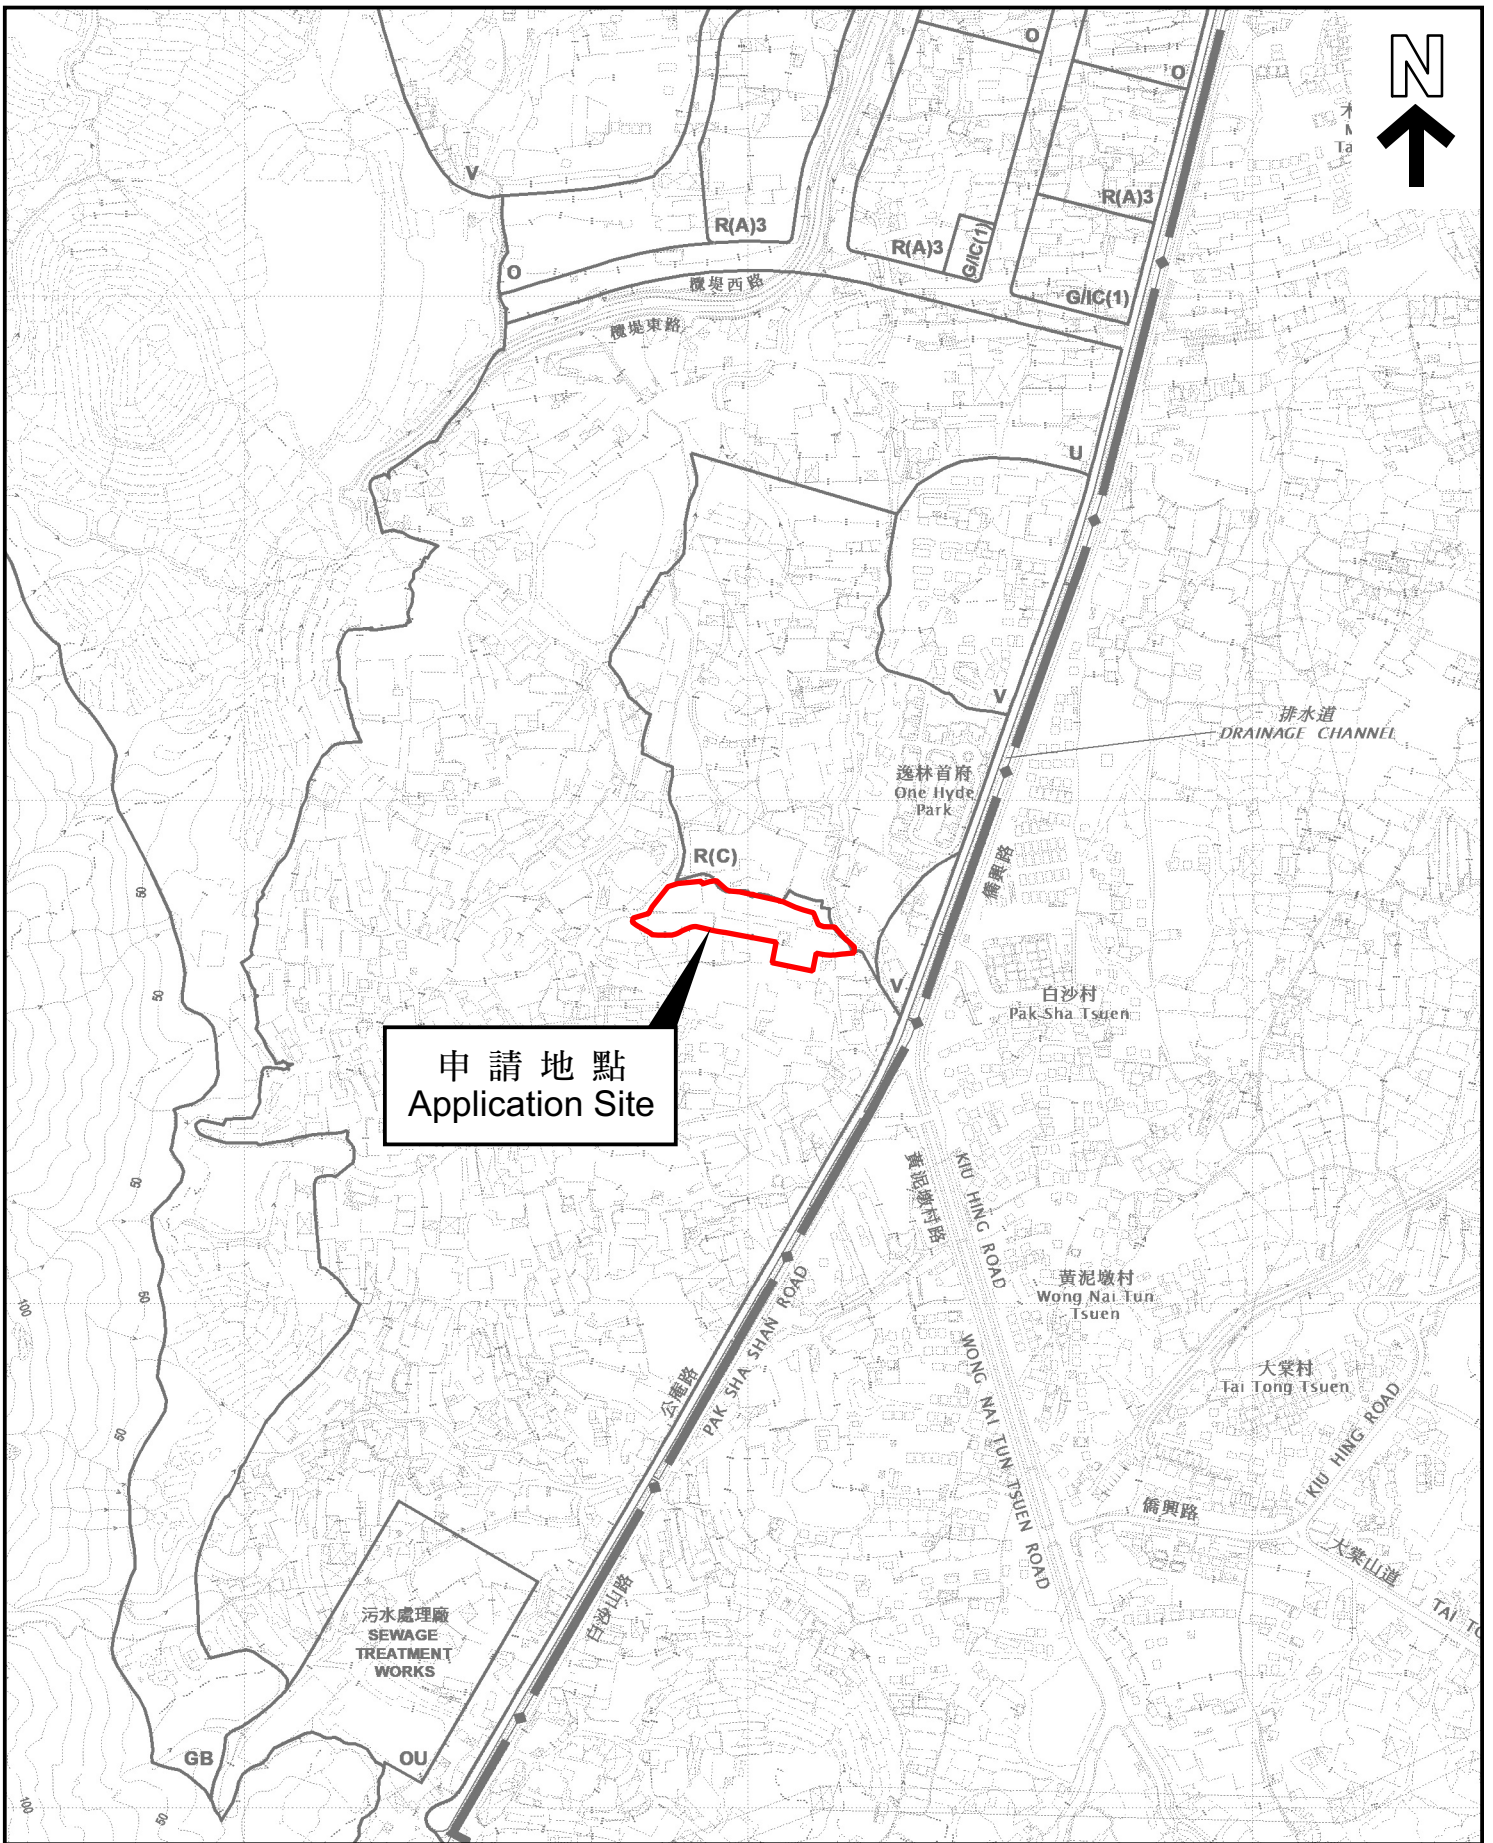 N
O
O
木
M
Ta
V
R(A)3
R(A)3
R(A)3
G/IC(1)
O
欖堤西路
G/IC(1)
欖堤東路
U
V
排水道
DRAINAGE CHANNEL
逸林首府
One Hyde
Park
僑興路
R(C)
50
V
50
白沙村
Pak Sha Tsuen
申請地點
Application Site
黃泥墩村路
KIU HING ROAD
50
黃泥墩村
Wong Nai Tun
Tsuen
50
100
PAK SHA SHAN ROAD
公庵路
WONG NAI TUN TSUEN ROAD
大棠村
Tai Tong Tsuen
KIU HING ROAD
50
僑興路
大棠山道
TAI TO
白沙山路
污水處理廠
SEWAGE
TREATMENT
WORKS
GB
OU
100
50